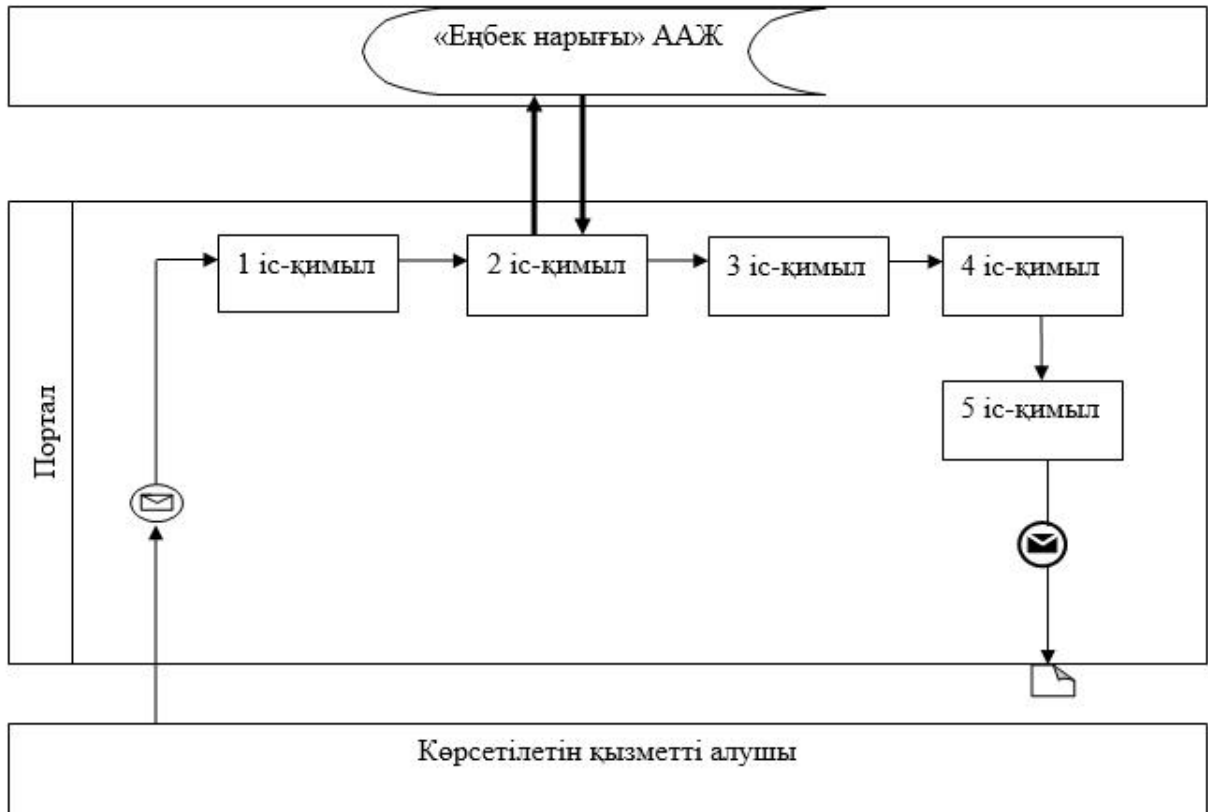 «Еңбек нарығы» ААЖ
1 іс-қимыл
2 іс-қимыл
3 іс-қимыл
4 іс-қимыл
5 іс-қимыл
Портал
Көрсетілетін қызметті алушы